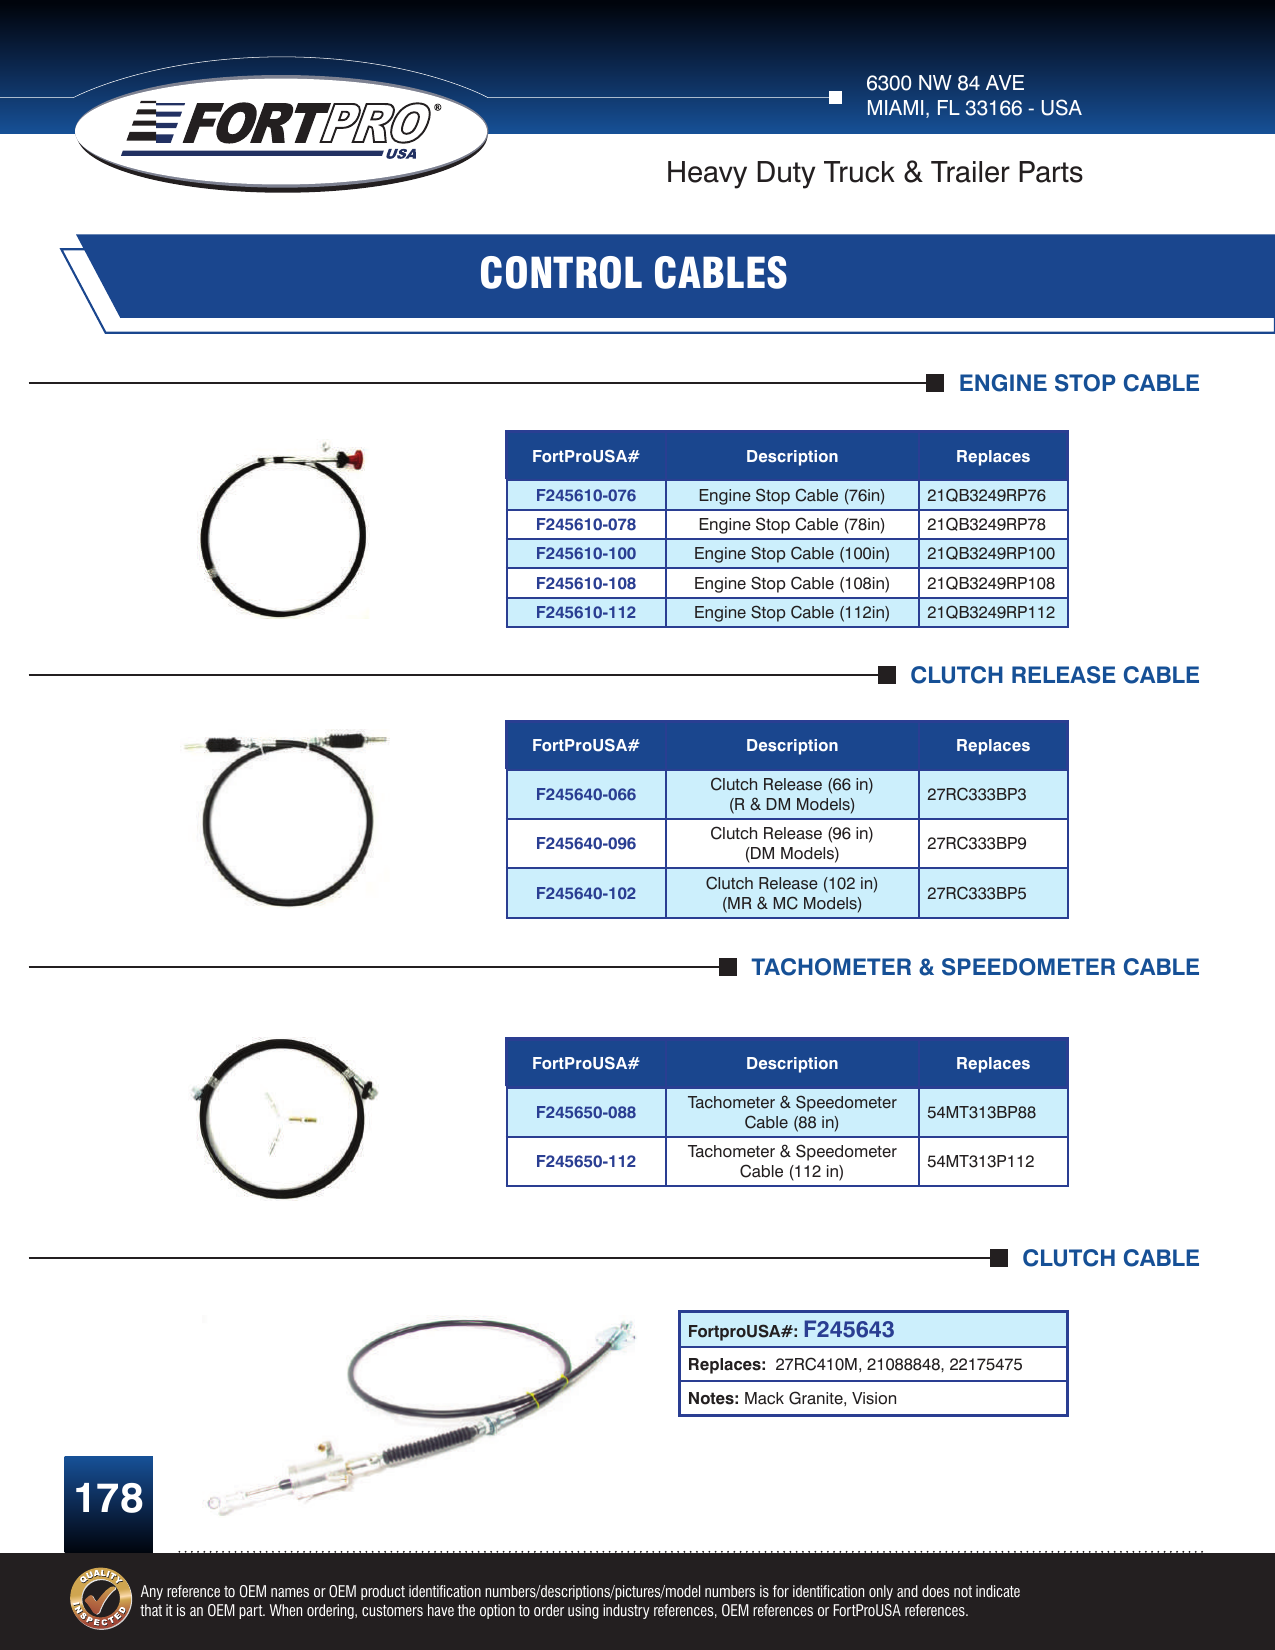 FORTPRO®
USA
6300 NW 84 AVE
MIAMI, FL 33166 - USA
Heavy Duty Truck & Trailer Parts
CONTROL CABLES
ENGINE STOP CABLE
FortProUSA# Description Replaces
F245610-076 Engine Stop Cable (76in) 21QB3249RP76
F245610-078 Engine Stop Cable (78in) 21QB3249RP78
F245610-100 Engine Stop Cable (100in) 21QB3249RP100
F245610-108 Engine Stop Cable (108in) 21QB3249RP108
F245610-112 Engine Stop Cable (112in) 21QB3249RP112
CLUTCH RELEASE CABLE
FortProUSA# Description Replaces
F245640-066 Clutch Release (66 in) 27RC333BP3
(R & DM Models)
F245640-096 Clutch Release (96 in) 27RC333BP9
(DM Models)
F245640-102 Clutch Release (102 in) 27RC333BP5
(MR & MC Models)
TACHOMETER & SPEEDOMETER CABLE
FortProUSA# Description Replaces
F245650-088 Tachometer & Speedometer 54MT313BP88
Cable (88 in)
F245650-112 Tachometer & Speedometer 54MT313P112
Cable (112 in)
CLUTCH CABLE
FortproUSA#: F245643
Replaces: 27RC410M, 21088848, 22175475
Notes: Mack Granite, Vision
178
QUALITY
INSPECTED
Any reference to OEM names or OEM product identification numbers/descriptions/pictures/model numbers is for identification only and does not indicate
that it is an OEM part. When ordering, customers have the option to order using industry references, OEM references or FortProUSA references.